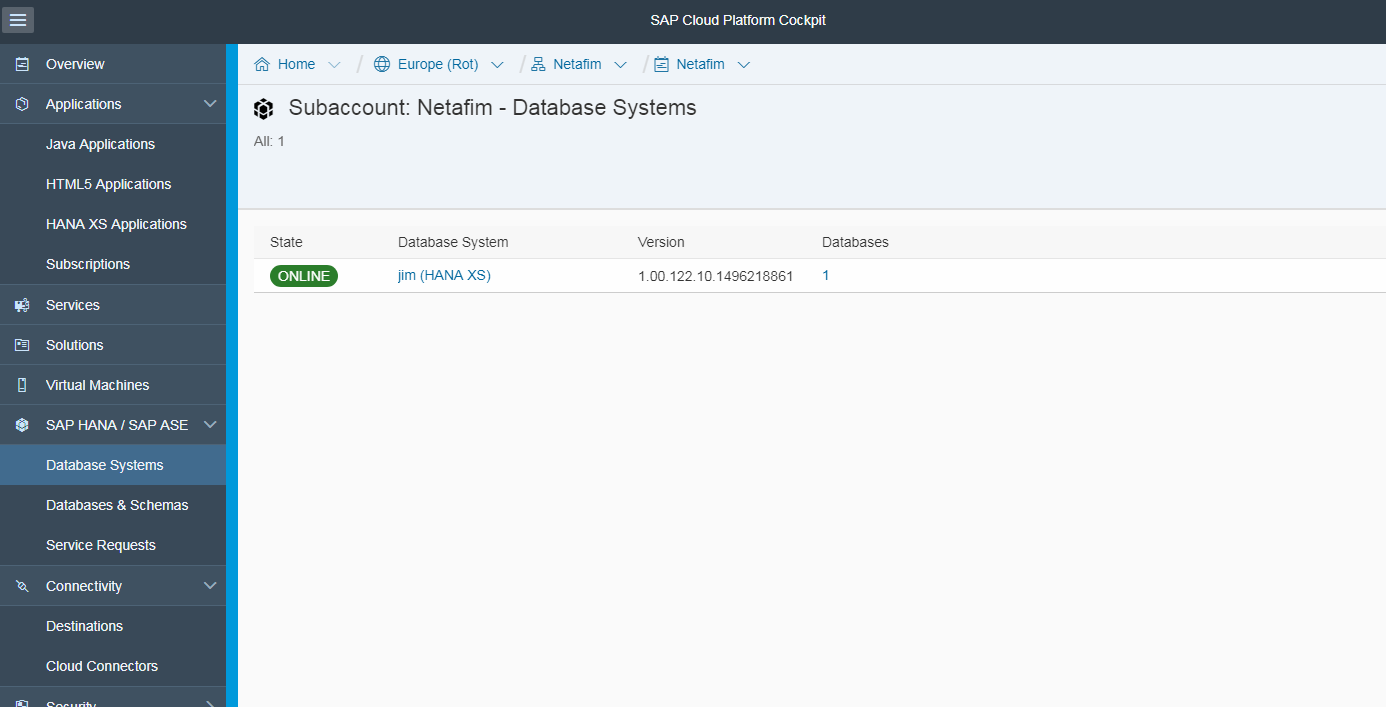 SAP Cloud Platform Cockpit
Overview
Applications
Java Applications
HTML5 Applications
HANA XS Applications
Subscriptions
Services
Solutions
Virtual Machines
SAP HANA / SAP ASE
Database Systems
Databases & Schemas
Service Requests
Connectivity
Destinations
Cloud Connectors
Security
Home / Europe (Rot) / Netafim / Netafim
Subaccount: Netafim - Database Systems
All: 1
State Database System Version Databases
ONLINE jim (HANA XS) 1.00.122.10.1496218861 1